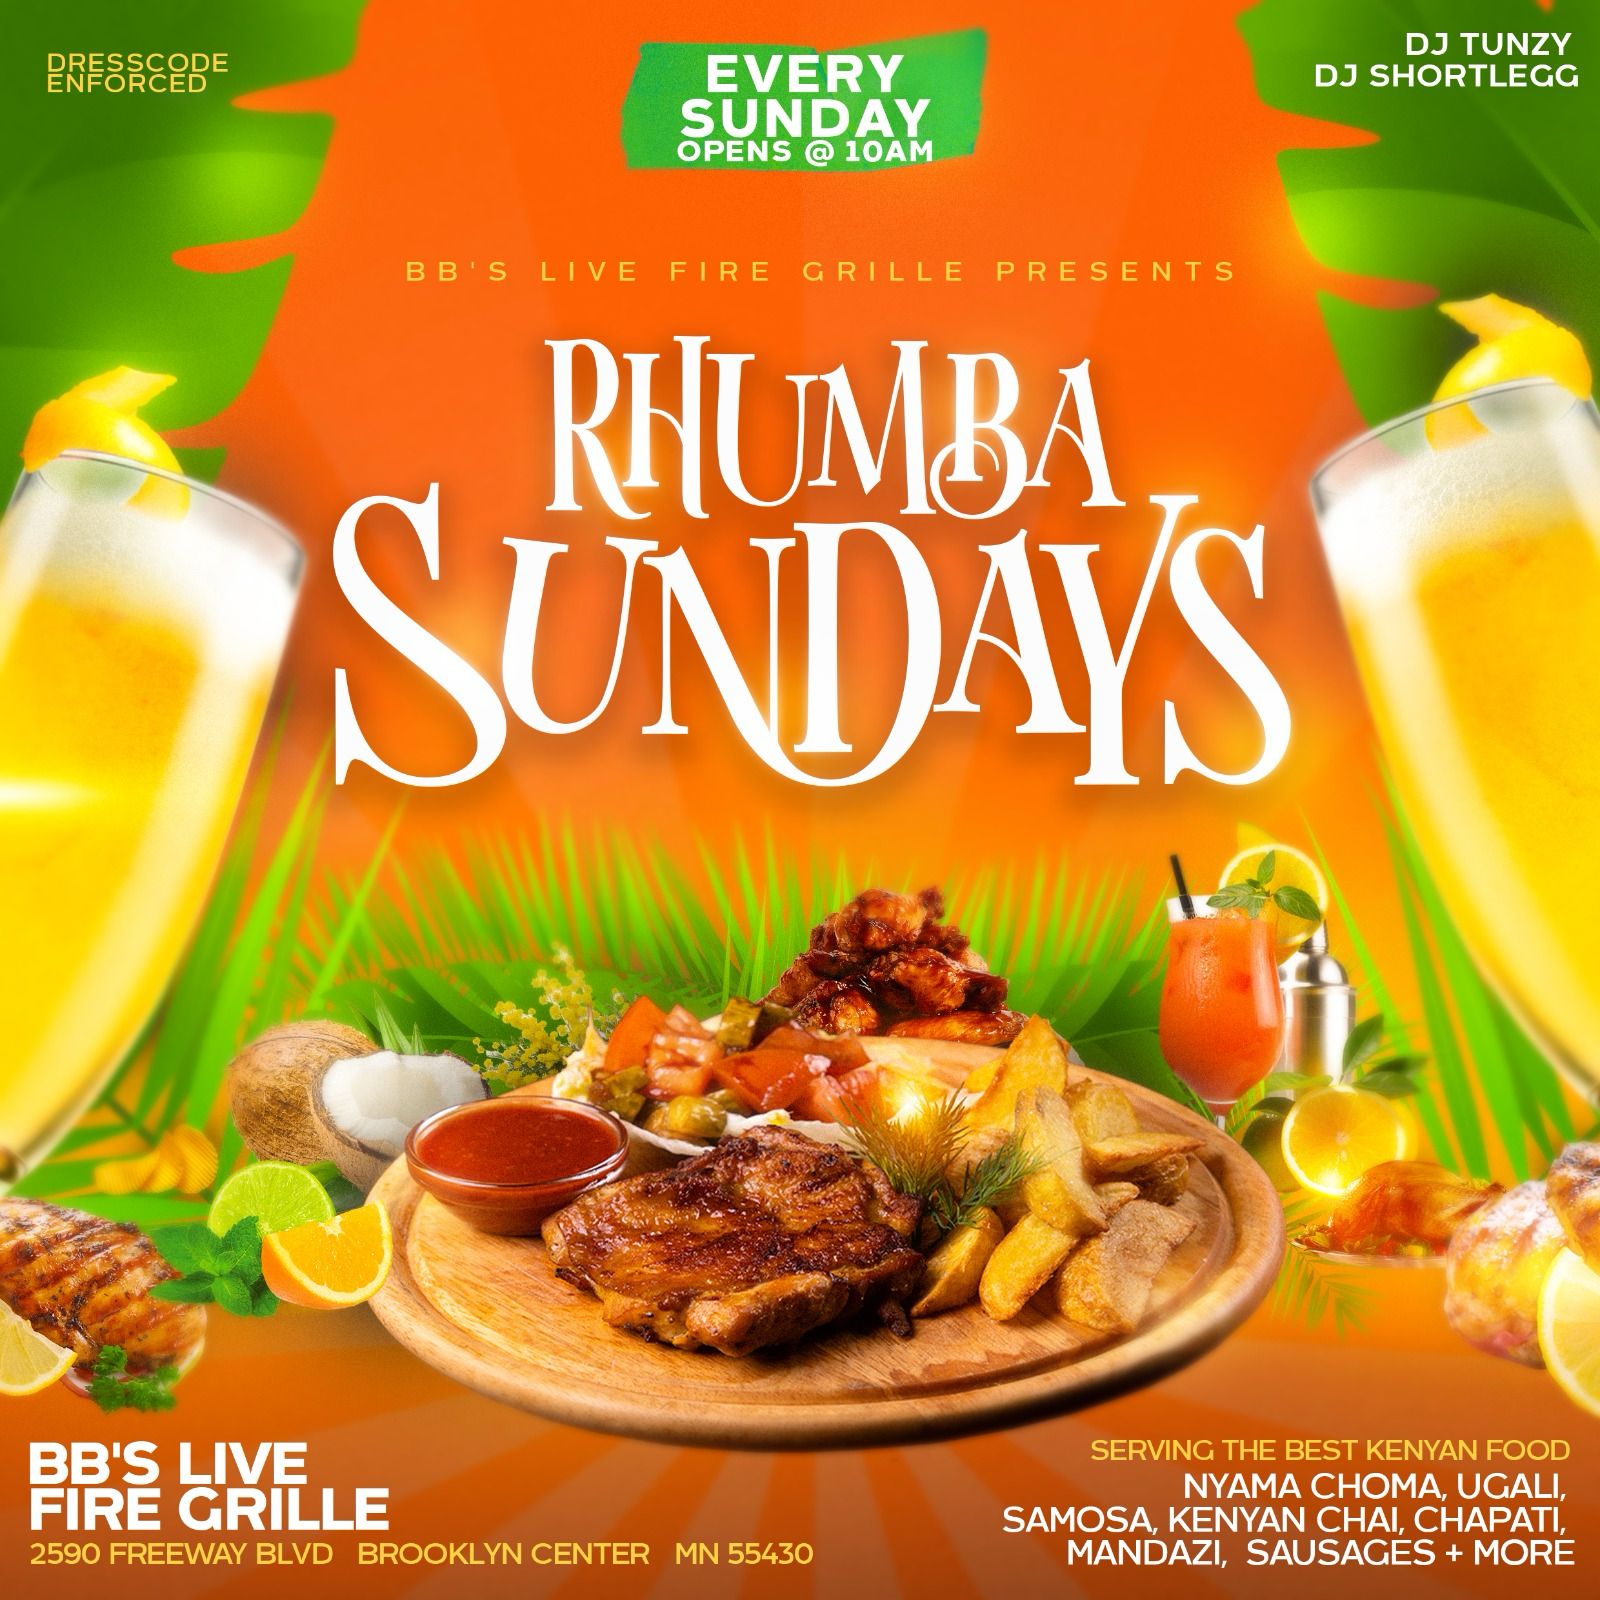 DRESSCODE
ENFORCED
EVERY
SUNDAY
OPENS @ 10AM
DJ TUNZY
DJ SHORTLEGG
BB'S LIVE FIRE GRILLE PRESENTS
RHUMBA
SUNDAYS
BB'S LIVE
FIRE GRILLE
2590 FREEWAY BLVD BROOKLYN CENTER MN 55430
SERVING THE BEST KENYAN FOOD
NYAMA CHOMA, UGALI,
SAMOSA, KENYAN CHAI, CHAPATI,
MANDAZI, SAUSAGES + MORE